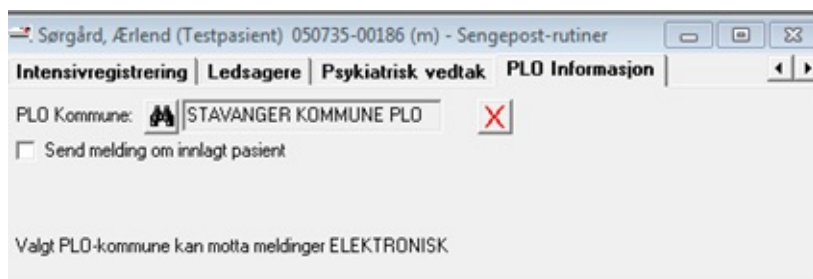 Sørgård, Ærlend (Testpasient) 050735-00186 (m) - Sengepost-rutiner
Intensivregistrering Ledsagere Psykiatrisk vedtak PLO Informasjon
PLO Kommune: STAVANGER KOMMUNE PLO
Send melding om innlagt pasient
Valgt PLO-kommune kan motta meldinger ELEKTRONISK